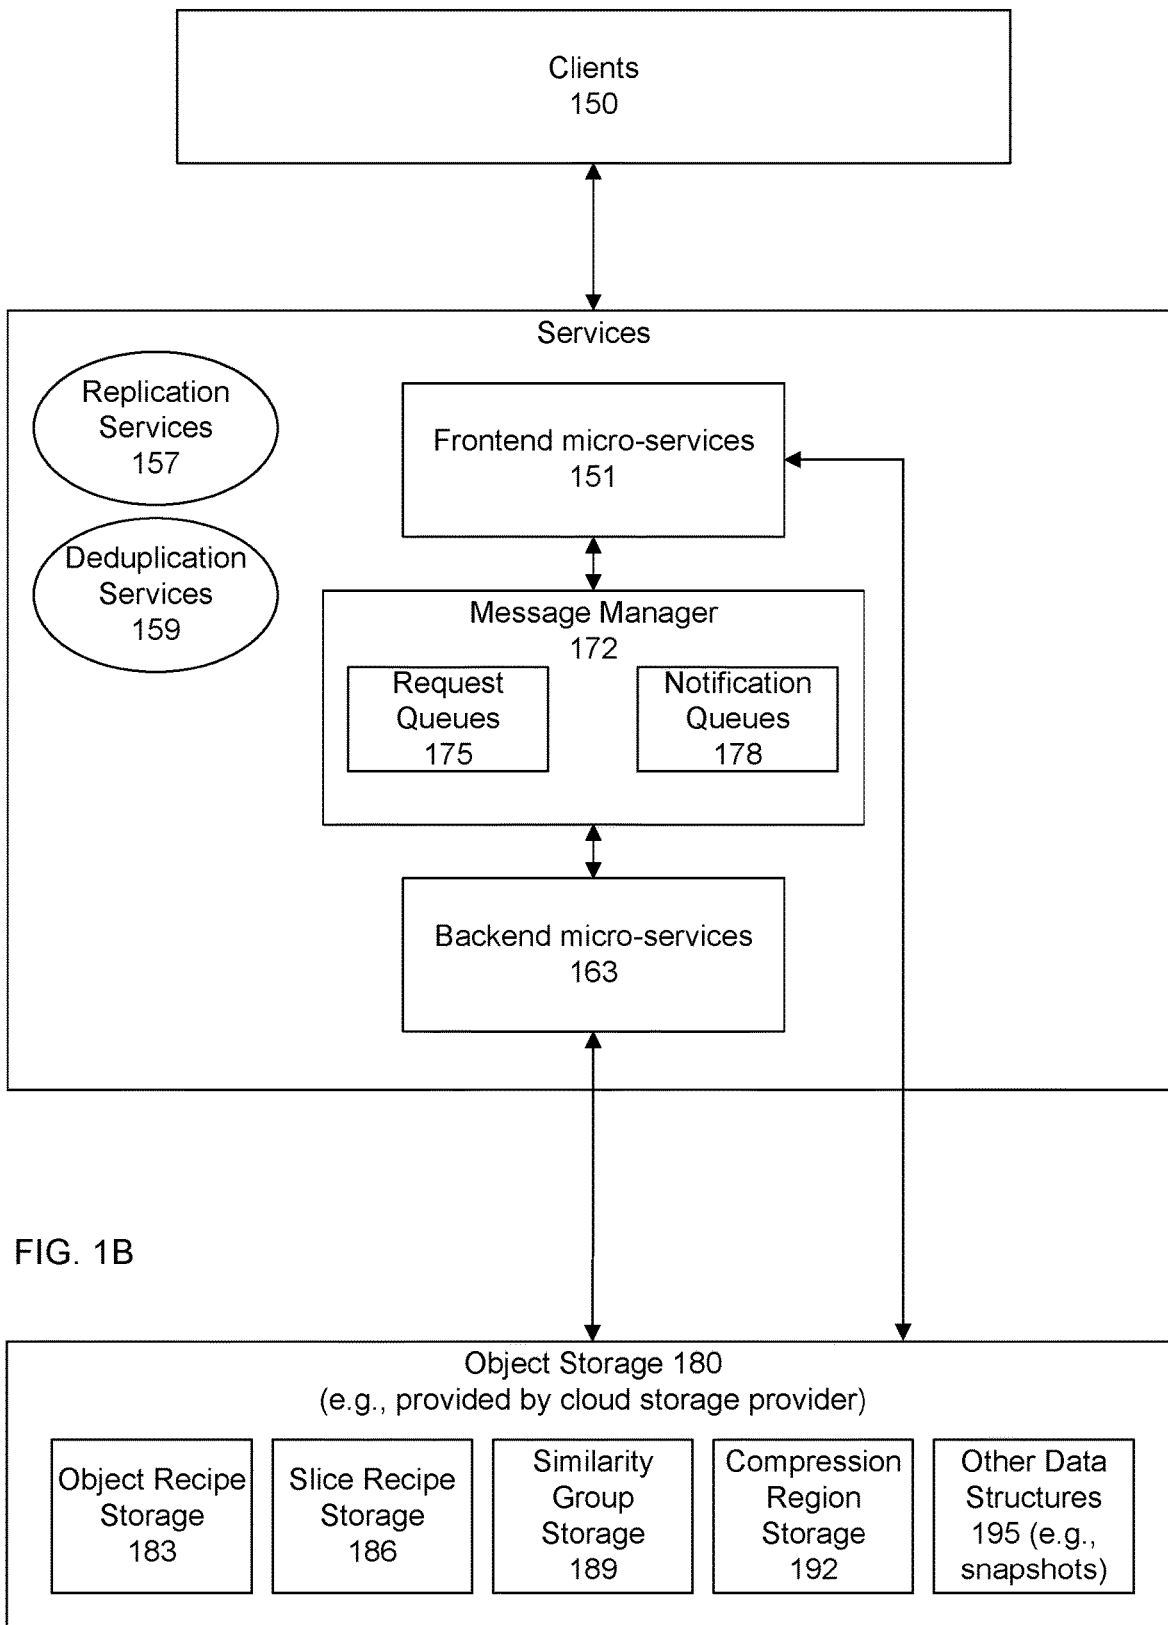 Clients
150
Services
Replication
Services
157
Deduplication
Services
159
Frontend micro-services
151
Message Manager
172
Request
Queues
175
Notification
Queues
178
Backend micro-services
163
FIG. 1B
Object Storage 180
(e.g., provided by cloud storage provider)
Object Recipe
Storage
183
Slice Recipe
Storage
186
Similarity
Group
Storage
189
Compression
Region
Storage
192
Other Data
Structures
195 (e.g.,
snapshots)